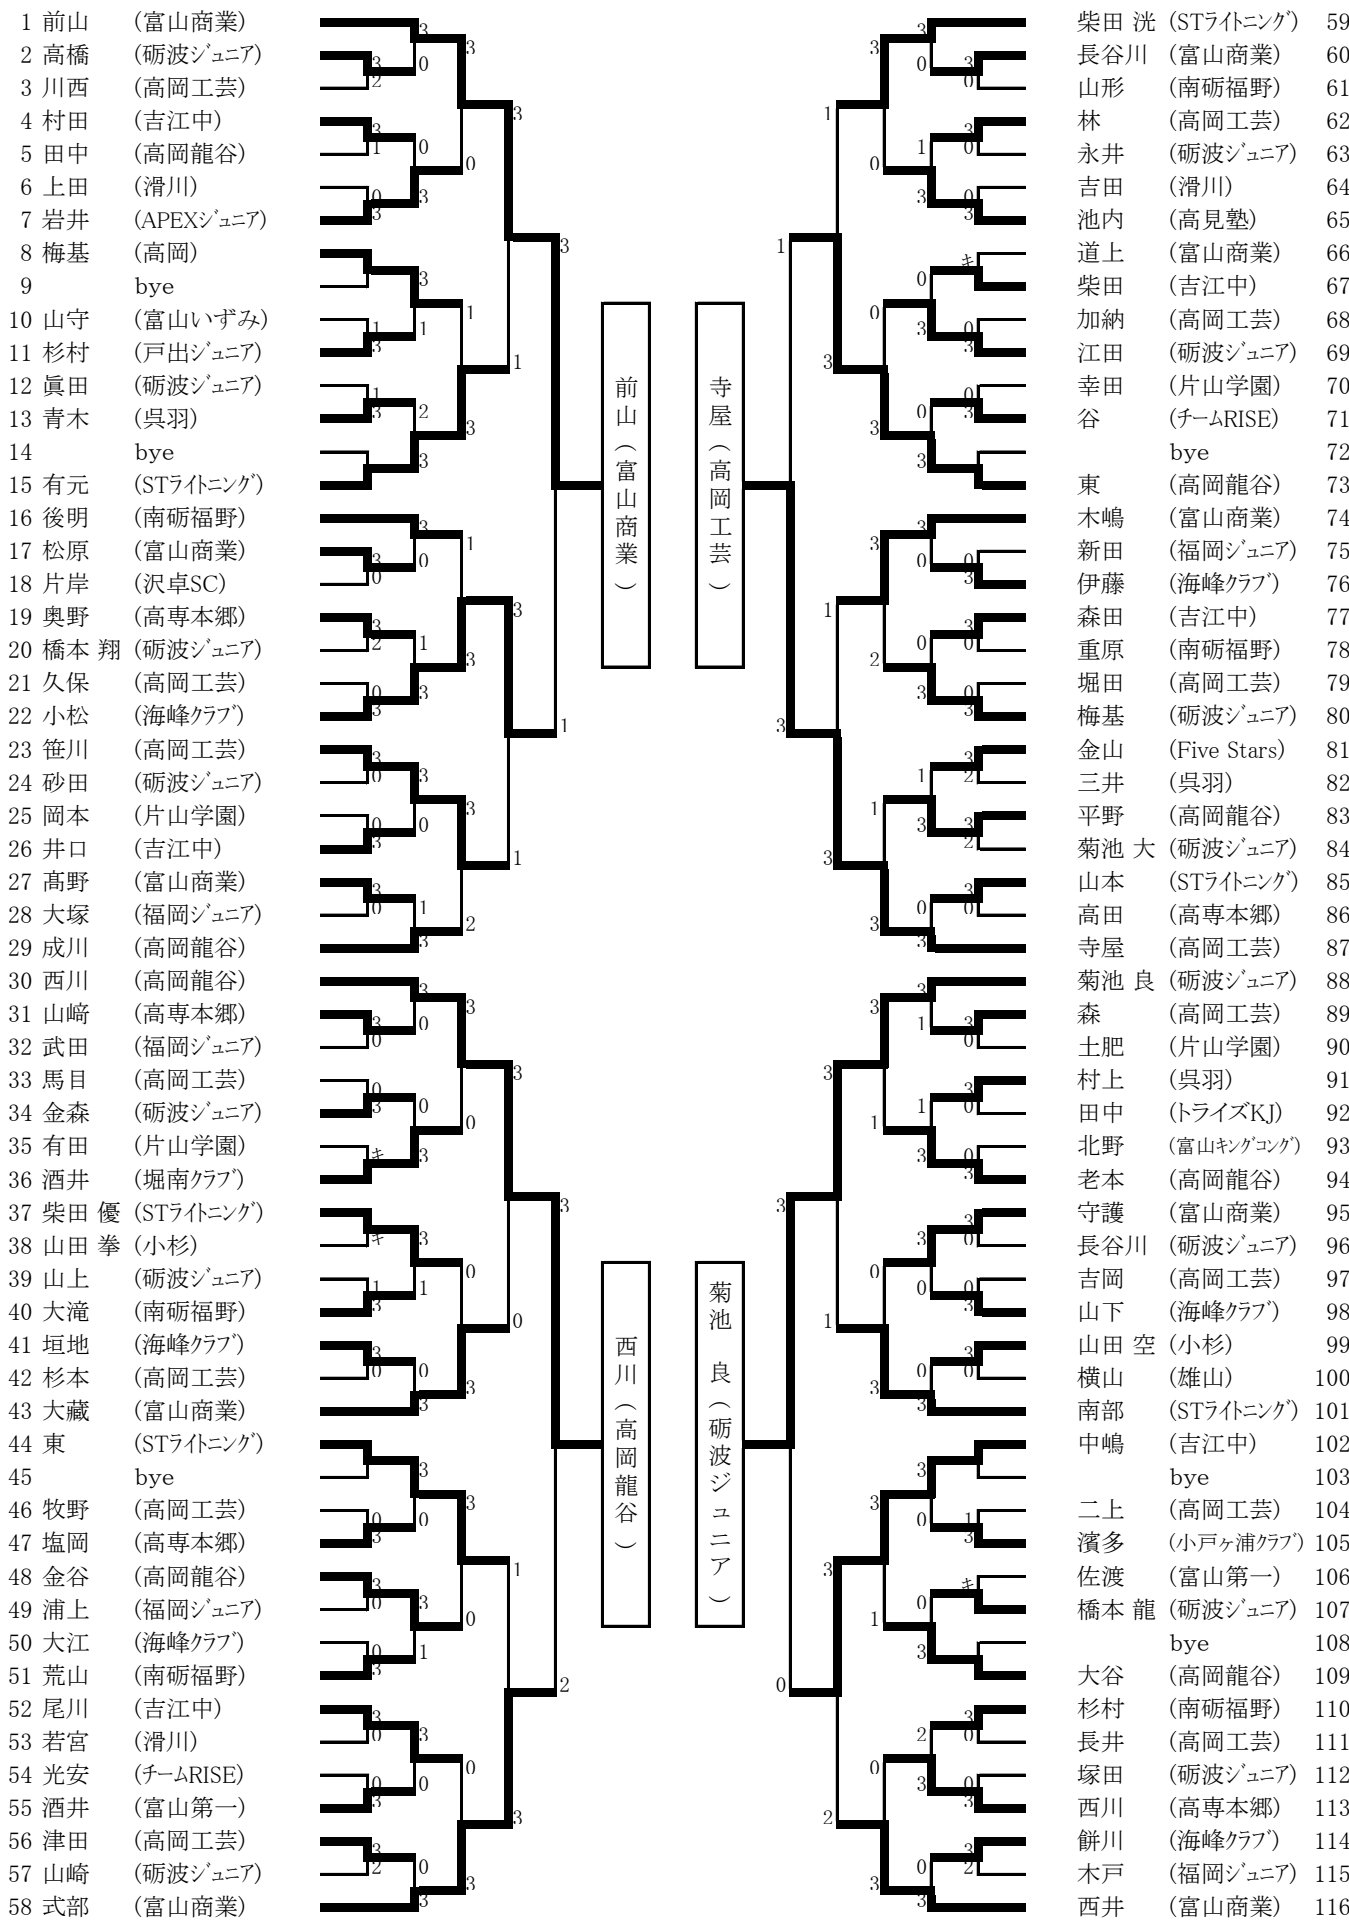 1 前山 (富山商業)
2 高橋 (砺波ジュニア)
3 川西 (高岡工芸)
4 村田 (吉江中)
5 田中 (高岡龍谷)
6 上田 (滑川)
7 岩井 (APEXジュニア)
8 梅基 (高岡)
9 bye
10 山守 (富山いずみ)
11 杉村 (戸出ジュニア)
12 眞田 (砺波ジュニア)
13 青木 (呉羽)
14 bye
15 有元 (STライトニング)
16 後明 (南砺福野)
17 松原 (富山商業)
18 片岸 (沢卓SC)
19 奥野 (高専本郷)
20 橋本 翔 (砺波ジュニア)
21 久保 (高岡工芸)
22 小松 (海峰クラブ)
23 笹川 (高岡工芸)
24 砂田 (砺波ジュニア)
25 岡本 (片山学園)
26 井口 (吉江中)
27 髙野 (富山商業)
28 大塚 (福岡ジュニア)
29 成川 (高岡龍谷)
30 西川 (高岡龍谷)
31 山﨑 (高専本郷)
32 武田 (福岡ジュニア)
33 馬目 (高岡工芸)
34 金森 (砺波ジュニア)
35 有田 (片山学園)
36 酒井 (堀南クラブ)
37 柴田 優 (STライトニング)
38 山田 拳 (小杉)
39 山上 (砺波ジュニア)
40 大滝 (南砺福野)
41 垣地 (海峰クラブ)
42 杉本 (高岡工芸)
43 大藏 (富山商業)
44 東 (STライトニング)
45 bye
46 牧野 (高岡工芸)
47 塩岡 (高専本郷)
48 金谷 (高岡龍谷)
49 浦上 (福岡ジュニア)
50 大江 (海峰クラブ)
51 荒山 (南砺福野)
52 尾川 (吉江中)
53 若宮 (滑川)
54 光安 (チームRISE)
55 酒井 (富山第一)
56 津田 (高岡工芸)
57 山崎 (砺波ジュニア)
58 式部 (富山商業)
前山(富山商業)
寺屋(高岡工芸)
西川(高岡龍谷)
菊池 良(砺波ジュニア)
柴田 洸 (STライトニング) 59
長谷川 (富山商業) 60
山形 (南砺福野) 61
林 (高岡工芸) 62
永井 (砺波ジュニア) 63
吉田 (滑川) 64
池内 (高見塾) 65
道上 (富山商業) 66
柴田 (吉江中) 67
加納 (高岡工芸) 68
江田 (砺波ジュニア) 69
幸田 (片山学園) 70
谷 (チームRISE) 71
bye 72
東 (高岡龍谷) 73
木嶋 (富山商業) 74
新田 (福岡ジュニア) 75
伊藤 (海峰クラブ) 76
森田 (吉江中) 77
重原 (南砺福野) 78
堀田 (高岡工芸) 79
梅基 (砺波ジュニア) 80
金山 (Five Stars) 81
三井 (呉羽) 82
平野 (高岡龍谷) 83
菊池 大 (砺波ジュニア) 84
山本 (STライトニング) 85
高田 (高専本郷) 86
寺屋 (高岡工芸) 87
菊池 良 (砺波ジュニア) 88
森 (高岡工芸) 89
土肥 (片山学園) 90
村上 (呉羽) 91
田中 (トライズKJ) 92
北野 (富山キングコング) 93
老本 (高岡龍谷) 94
守護 (富山商業) 95
長谷川 (砺波ジュニア) 96
吉岡 (高岡工芸) 97
山下 (海峰クラブ) 98
山田 空 (小杉) 99
横山 (雄山) 100
南部 (STライトニング) 101
中嶋 (吉江中) 102
bye 103
二上 (高岡工芸) 104
濱多 (小戸ヶ浦クラブ) 105
佐渡 (富山第一) 106
橋本 龍 (砺波ジュニア) 107
bye 108
大谷 (高岡龍谷) 109
杉村 (南砺福野) 110
長井 (高岡工芸) 111
塚田 (砺波ジュニア) 112
西川 (高専本郷) 113
餅川 (海峰クラブ) 114
木戸 (福岡ジュニア) 115
西井 (富山商業) 116